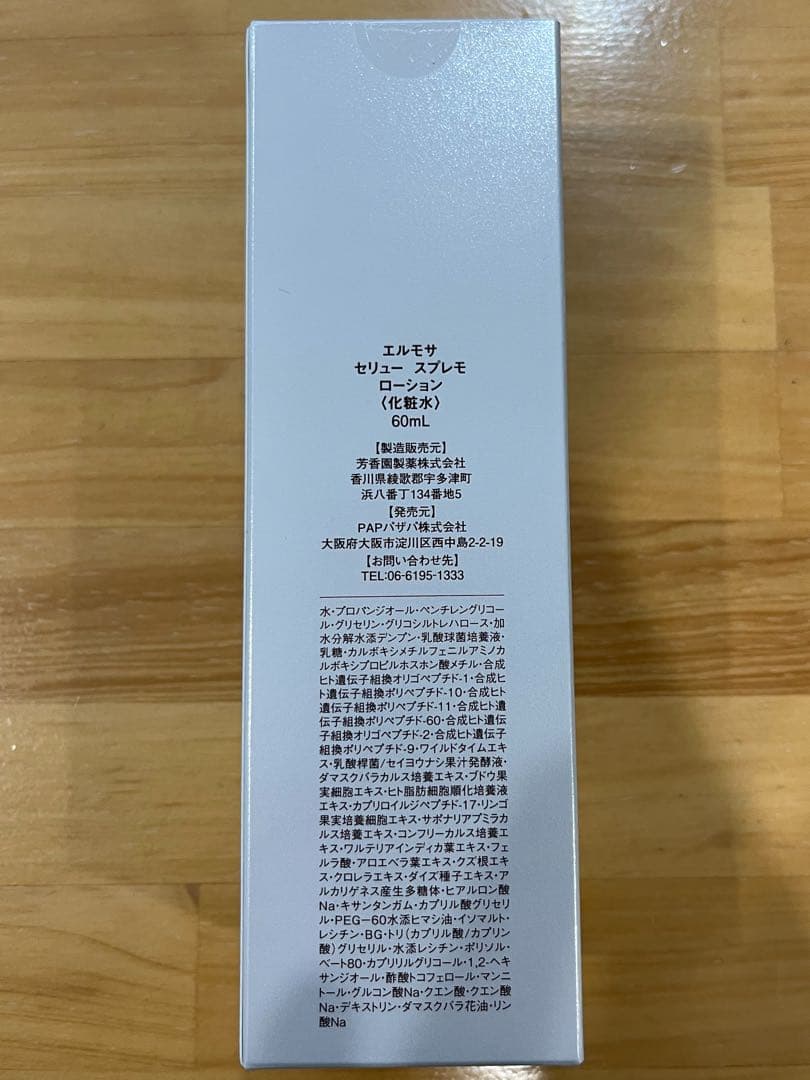 エルモサ
セリュー スプレモ
ローション
〈化粧水〉
60mL
【製造販売元】
芳香園製薬株式会社
香川県綾歌郡宇多津町
浜八番丁134番地5
【発売元】
PAPパザパ株式会社
大阪府大阪市淀川区西中島2-2-19
【お問い合わせ先】
TEL:06-6195-1333
水・プロパンジオール・ペンチレングリコー
ル・グリセリン・グリコシルトレハロース・加
水分解水添デンプン・乳酸球菌培養液・
乳糖・カルボキシメチルフェニルアミノカ
ルボキシプロピルホスホン酸メチル・合成
ヒト遺伝子組換オリゴペプチド-1・合成ヒ
ト遺伝子組換ポリペプチド-10・合成ヒト
遺伝子組換ポリペプチド-11・合成ヒト遺
伝子組換ポリペプチド-60・合成ヒト遺伝
子組換オリゴペプチド-2・合成ヒト遺伝子
組換ポリペプチド-9・ワイルドタイムエキ
ス・乳酸桿菌/セイヨウナシ果汁発酵液・
ダマスクバラカルス培養エキス・ブドウ果
実細胞エキス・ヒト脂肪細胞順化培養液
エキス・カプリロイルジペプチド-17・リンゴ
果実培養細胞エキス・サポナリアプミラカ
ルス培養エキス・コンフリーカルス培養エ
キス・ワルテリアインディカ葉エキス・フェ
ルラ酸・アロエベラ葉エキス・クズ根エキ
ス・クロレラエキス・ダイズ種子エキス・ア
ルカリゲネス産生多糖体・ヒアルロン酸
Na・キサンタンガム・カプリル酸グリセリ
ル・PEG-60水添ヒマシ油・イソマルト・
レシチン・BG・トリ(カプリル酸/カプリン
酸)グリセリル・水添レシチン・ポリソル・
ベート80・カプリリルグリコール・1,2-ヘキ
サンジオール・酢酸トコフェロール・マンニ
トール・グルコン酸Na・クエン酸・クエン酸
Na・デキストリン・ダマスクバラ花油・リン
酸Na